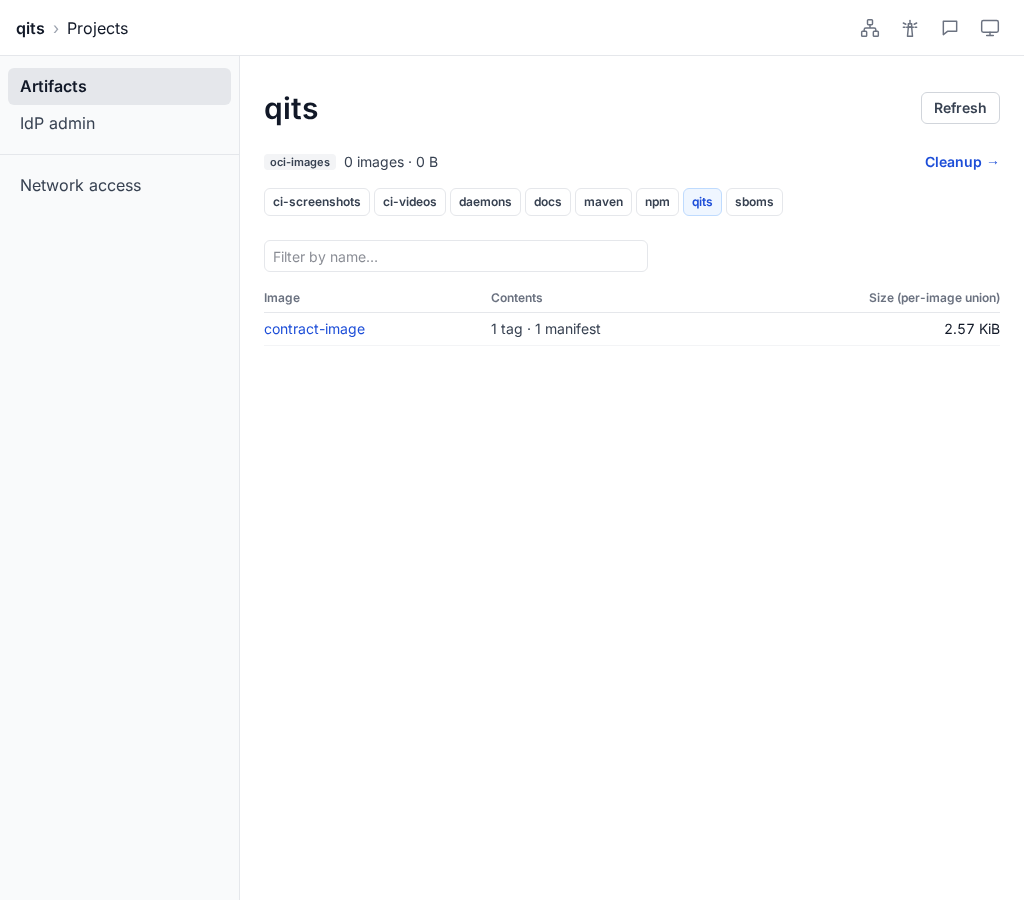 qits › Projects
Artifacts
IdP admin
Network access
qits
Refresh
oci-images 0 images · 0 B
Cleanup →
ci-screenshots ci-videos daemons docs maven npm qits sboms
Filter by name...
Image Contents Size (per-image union)
contract-image 1 tag · 1 manifest 2.57 KiB